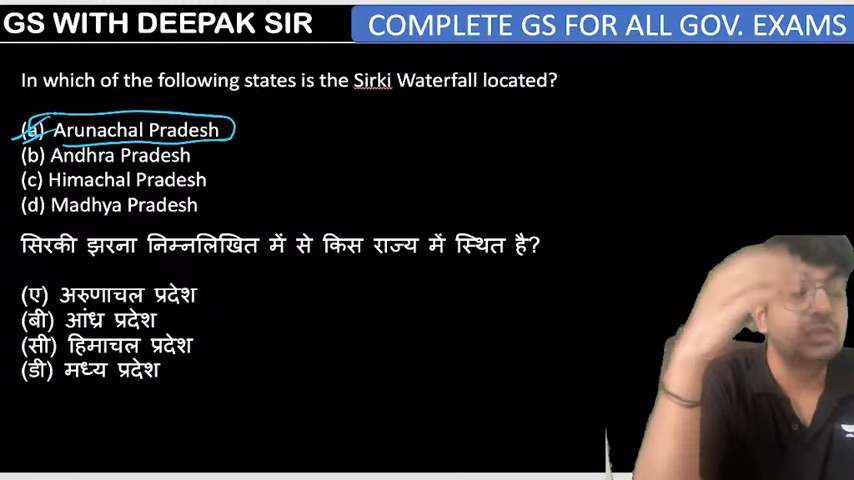 GS WITH DEEPAK SIR
COMPLETE GS FOR ALL GOV. EXAMS
In which of the following states is the Sirki Waterfall located?
(a) Arunachal Pradesh
(b) Andhra Pradesh
(c) Himachal Pradesh
(d) Madhya Pradesh
सिरकी झरना निम्नलिखित में से किस राज्य में स्थित है?
(ए) अरुणाचल प्रदेश
(बी) आंध्र प्रदेश
(सी) हिमाचल प्रदेश
(डी) मध्य प्रदेश